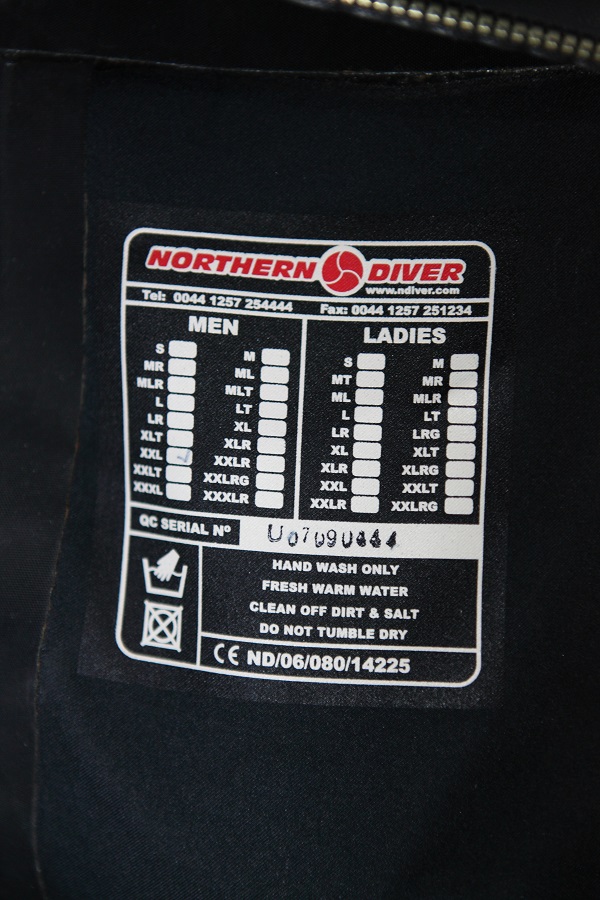 NORTHERN DIVER
www.ndiver.com
Tel: 0044 1257 254444 Fax: 0044 1257 251234
MEN LADIES
S M S M
MR ML MT MR
MLR MLT ML MLR
L LT L LT
LR XL LR LRG
XLT XLR XL XLT
XXL XXLR XLR XLRG
XXLT XXLRG XXL XXLT
XXXL XXXLR XXLR XXLRG
QC SERIAL Nº U07090444
HAND WASH ONLY
FRESH WARM WATER
CLEAN OFF DIRT & SALT
DO NOT TUMBLE DRY
CE ND/06/080/14225